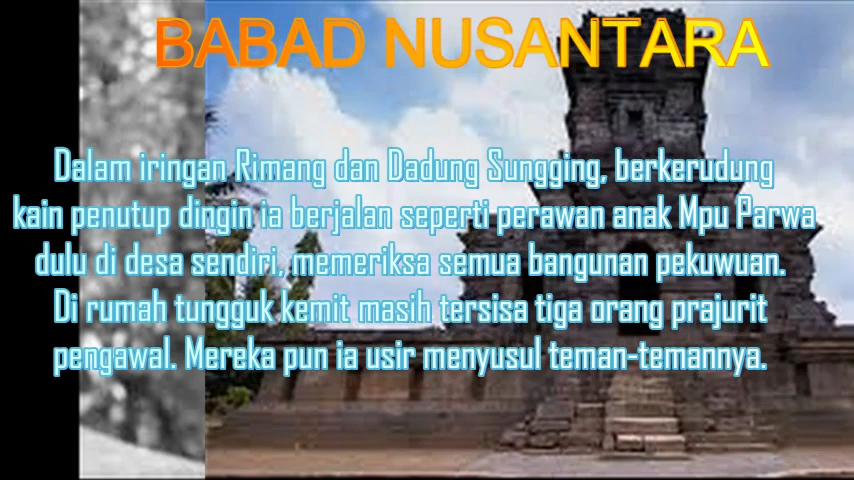 BABAD NUSANTARA
Dalam iringan Rimang dan Dadung Sungging, berkerudung
kain penutup dingin ia berjalan seperti perawan anak Mpu Parwa
dulu di desa sendiri, memeriksa semua bangunan pekuwuan.
Di rumah tungguk kemit masih tersisa tiga orang prajurit
pengawal. Mereka pun ia usir menyusul teman-temannya.